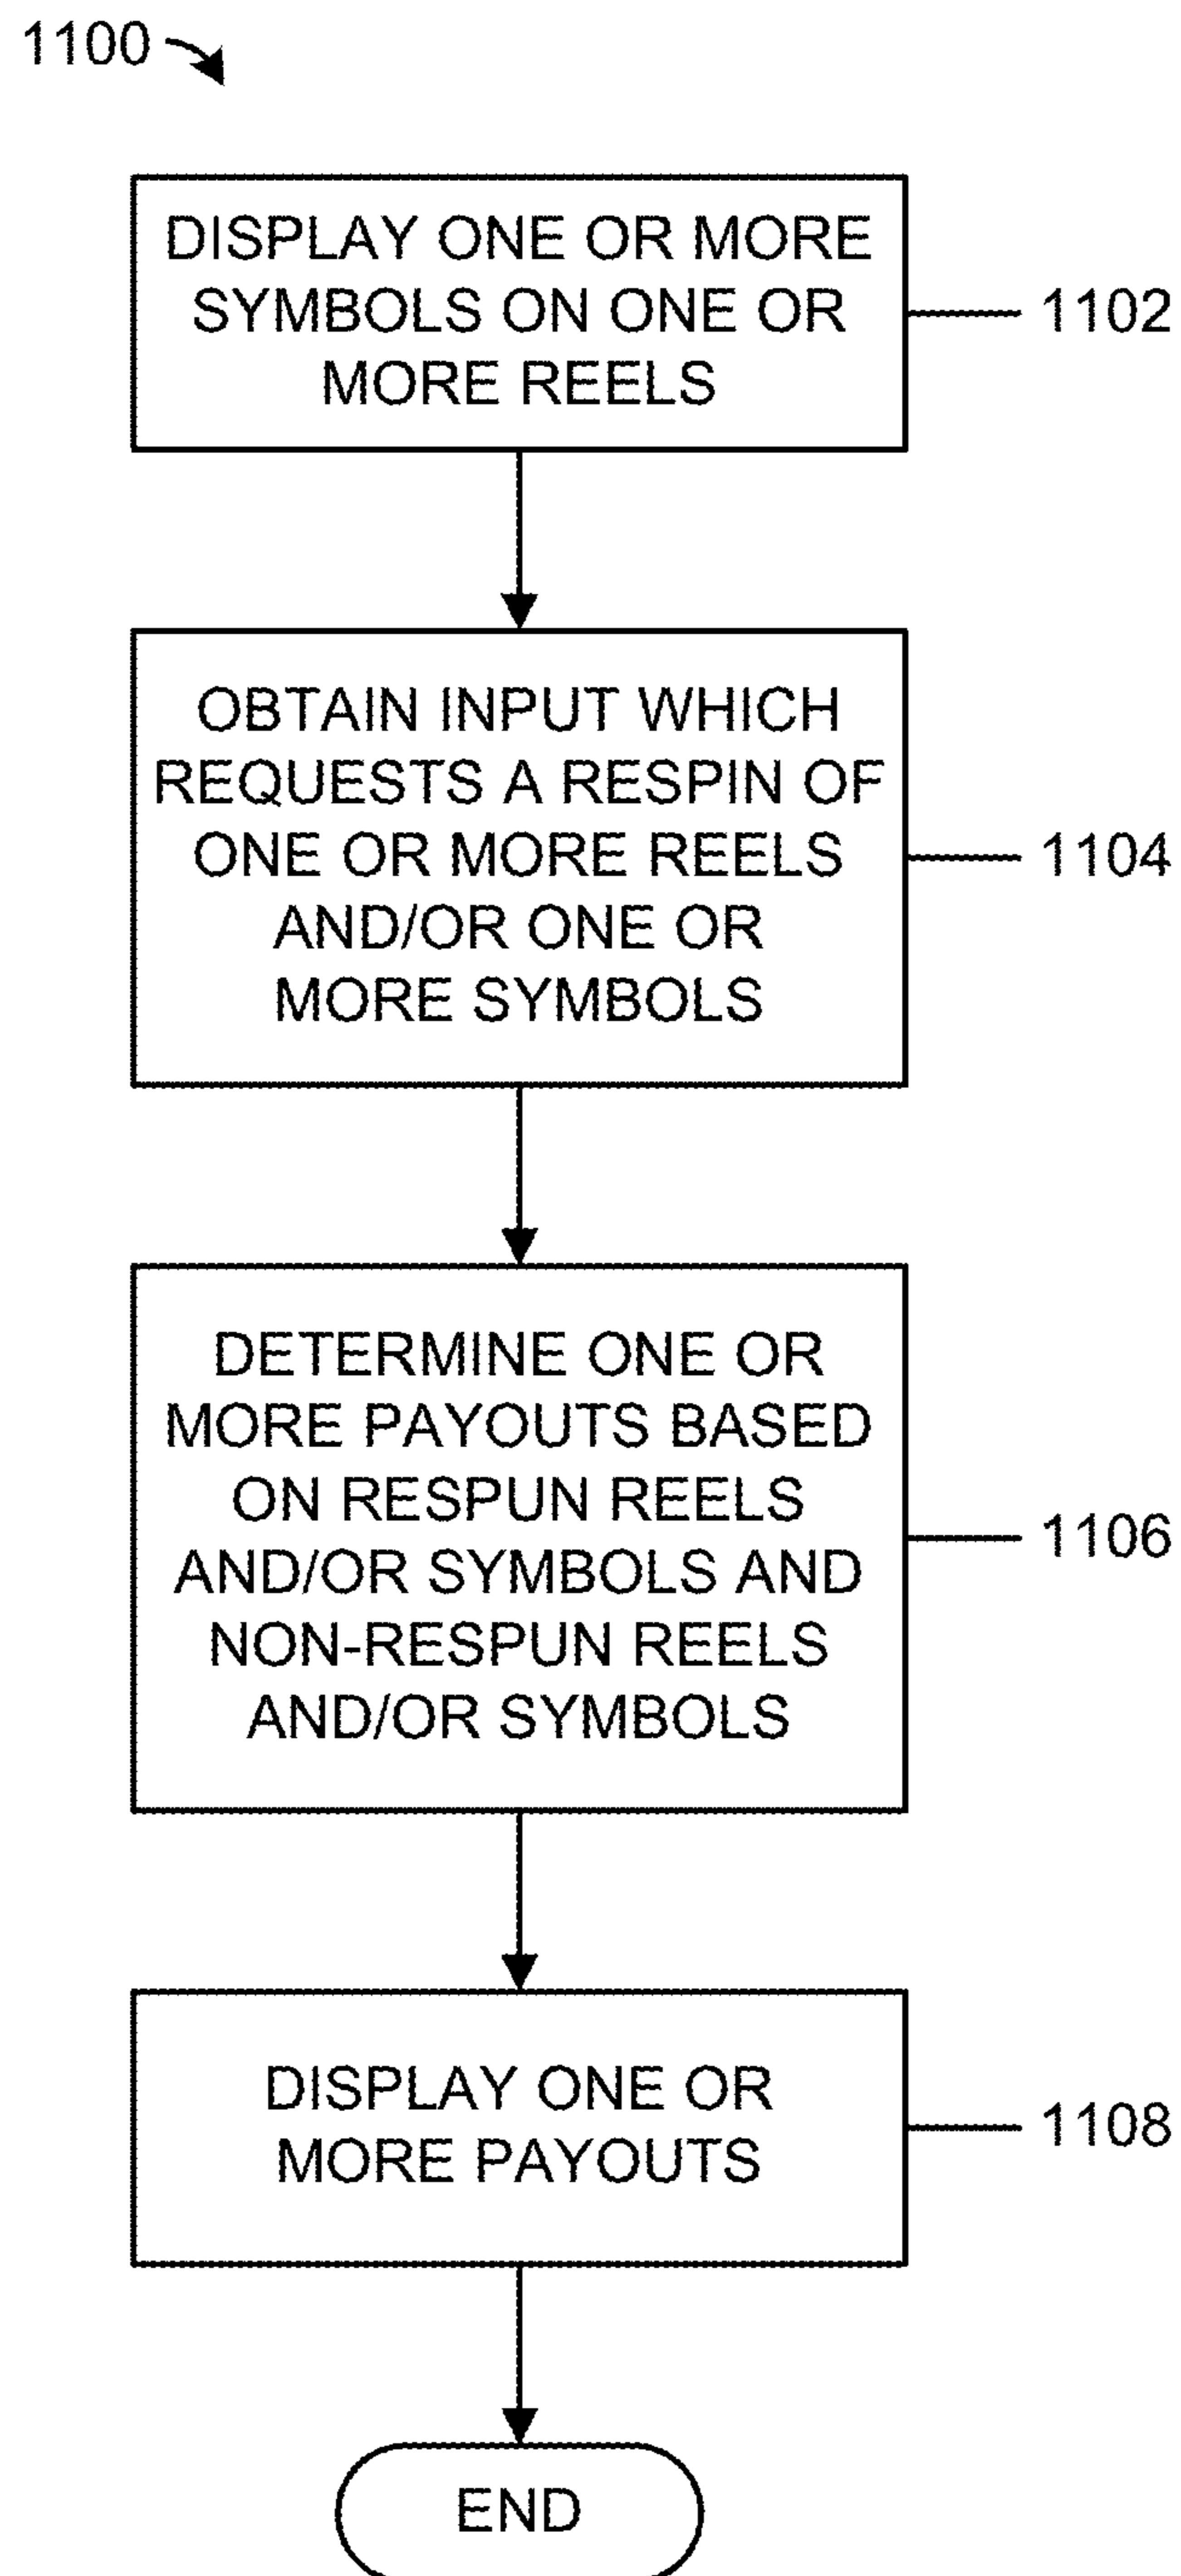 1100
DISPLAY ONE OR MORE
SYMBOLS ON ONE OR
MORE REELS
1102
OBTAIN INPUT WHICH
REQUESTS A RESPIN OF
ONE OR MORE REELS
AND/OR ONE OR
MORE SYMBOLS
1104
DETERMINE ONE OR
MORE PAYOUTS BASED
ON RESPUN REELS
AND/OR SYMBOLS AND
NON-RESPUN REELS
AND/OR SYMBOLS
1106
DISPLAY ONE OR
MORE PAYOUTS
1108
END